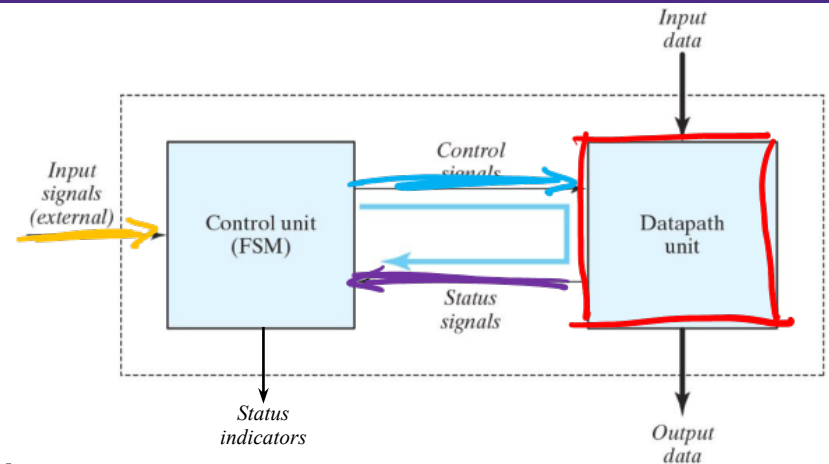 Input
data
Control
signals
Input
signals
(external)
Control unit
(FSM)
Datapath
unit
Status
signals
Status
indicators
Output
data